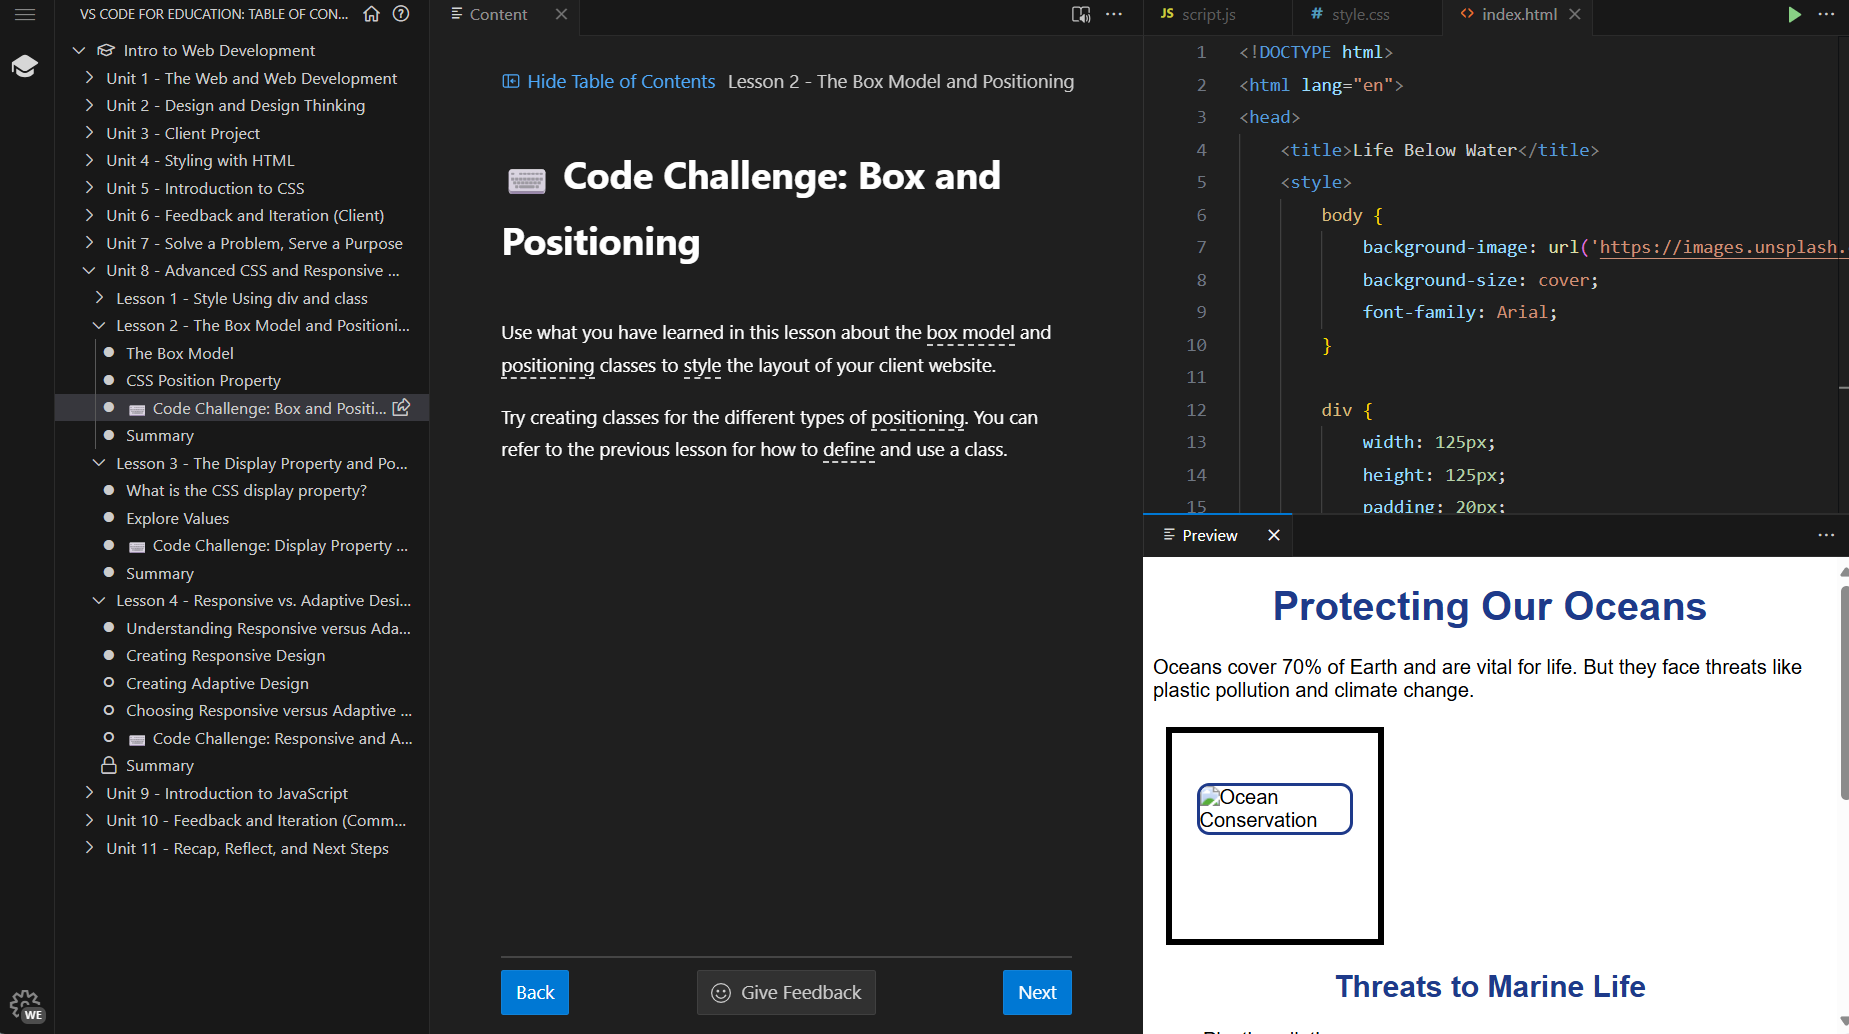 VS CODE FOR EDUCATION: TABLE OF CON...
Intro to Web Development
Unit 1 - The Web and Web Development
Unit 2 - Design and Design Thinking
Unit 3 - Client Project
Unit 4 - Styling with HTML
Unit 5 - Introduction to CSS
Unit 6 - Feedback and Iteration (Client)
Unit 7 - Solve a Problem, Serve a Purpose
Unit 8 - Advanced CSS and Responsive ...
Lesson 1 - Style Using div and class
Lesson 2 - The Box Model and Positioni...
The Box Model
CSS Position Property
Code Challenge: Box and Positi...
Summary
Lesson 3 - The Display Property and Po...
What is the CSS display property?
Explore Values
Code Challenge: Display Property ...
Summary
Lesson 4 - Responsive vs. Adaptive Desi...
Understanding Responsive versus Ada...
Creating Responsive Design
Creating Adaptive Design
Choosing Responsive versus Adaptive ...
Code Challenge: Responsive and A...
Summary
Unit 9 - Introduction to JavaScript
Unit 10 - Feedback and Iteration (Comm...
Unit 11 - Recap, Reflect, and Next Steps
WE
Content
Hide Table of Contents Lesson 2 - The Box Model and Positioning
Code Challenge: Box and
Positioning
Use what you have learned in this lesson about the box model and
positioning classes to style the layout of your client website.
Try creating classes for the different types of positioning. You can
refer to the previous lesson for how to define and use a class.
Back
Give Feedback
Next
JS script.js
# style.css
<> index.html
1 <!DOCTYPE html>
2 <html lang="en">
3 <head>
4 <title>Life Below Water</title>
5 <style>
6 body {
7 background-image: url('https://images.unsplash.
8 background-size: cover;
9 font-family: Arial;
10 }
11
12 div {
13 width: 125px;
14 height: 125px;
15 padding: 20px;
Preview
Protecting Our Oceans
Oceans cover 70% of Earth and are vital for life. But they face threats like
plastic pollution and climate change.
Ocean
Conservation
Threats to Marine Life